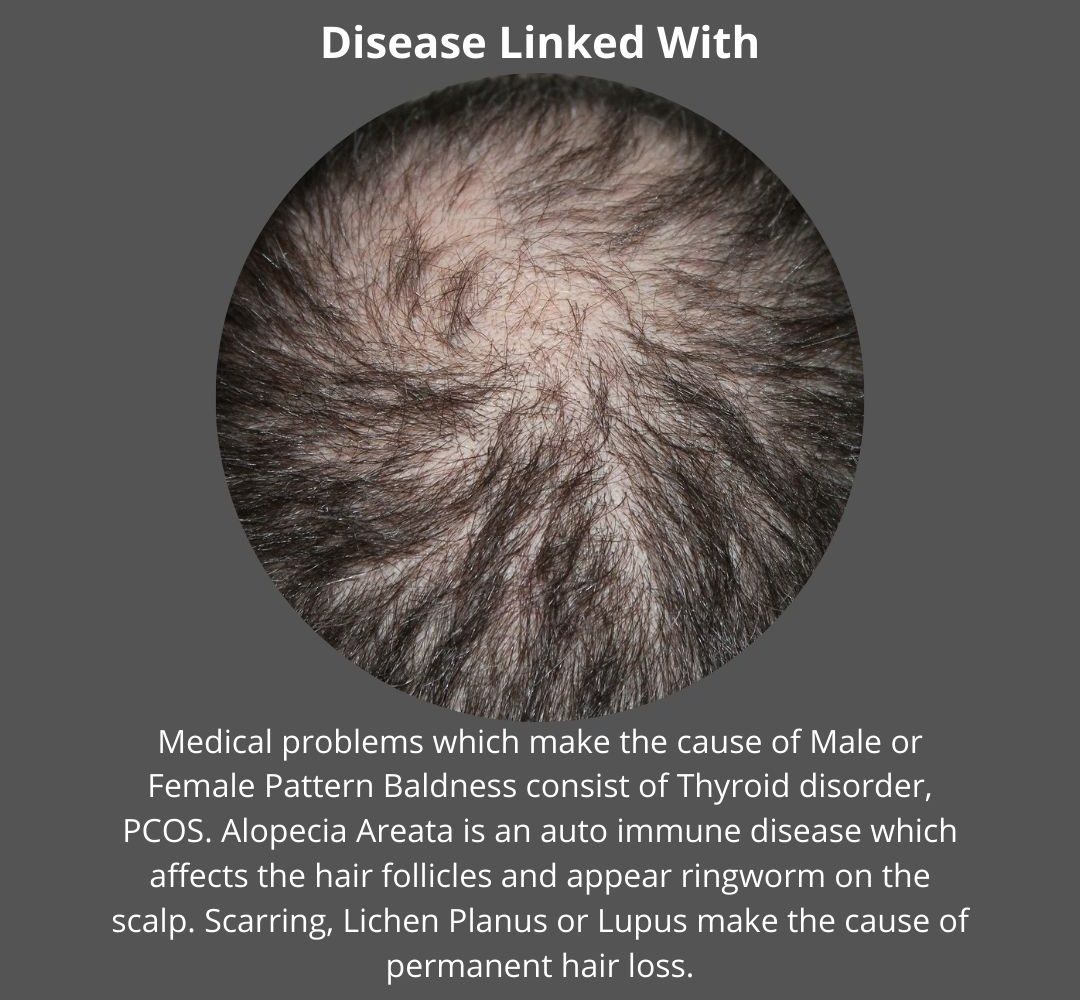 Disease Linked With
Medical problems which make the cause of Male or
Female Pattern Baldness consist of Thyroid disorder,
PCOS. Alopecia Areata is an auto immune disease which
affects the hair follicles and appear ringworm on the
scalp. Scarring, Lichen Planus or Lupus make the cause of
permanent hair loss.